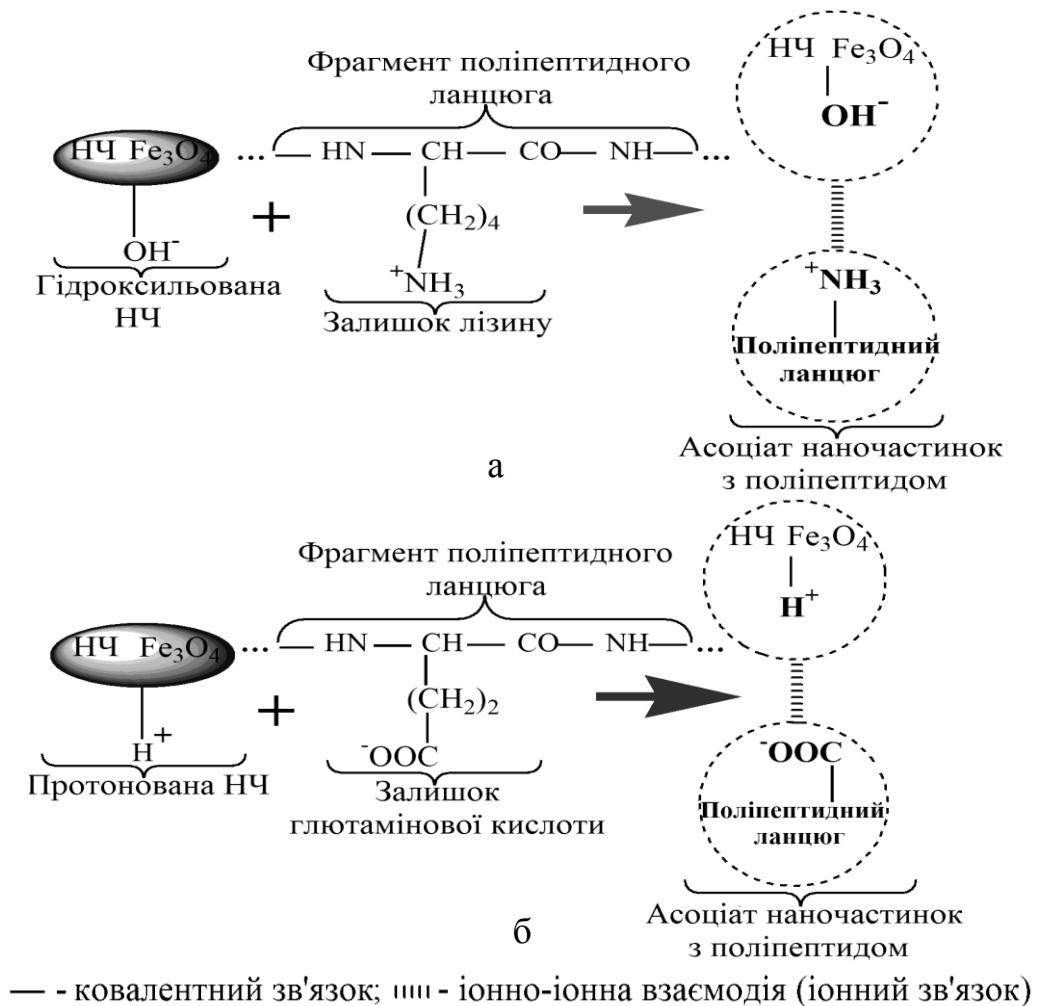 Фрагмент поліпептидного
ланцюга
НЧ Fe₃O₄
... — HN — CH — CO — NH — ...
+
(CH₂)₄
OH⁻
⁺NH₃
Гідроксильована
НЧ
Залишок лізину
НЧ Fe₃O₄
OH⁻
⁺NH₃
Поліпептидний
ланцюг
Асоціат наночастинок
з поліпептидом
а
Фрагмент поліпептидного
ланцюга
НЧ Fe₃O₄
... — HN — CH — CO — NH — ...
+
(CH₂)₂
H⁺
⁻OOC
Протонована НЧ
Залишок
глютамінової кислоти
НЧ Fe₃O₄
H⁺
⁻OOC
Поліпептидний
ланцюг
Асоціат наночастинок
з поліпептидом
б
— - ковалентний зв'язок; ııııı - іонно-іонна взаємодія (іонний зв'язок)